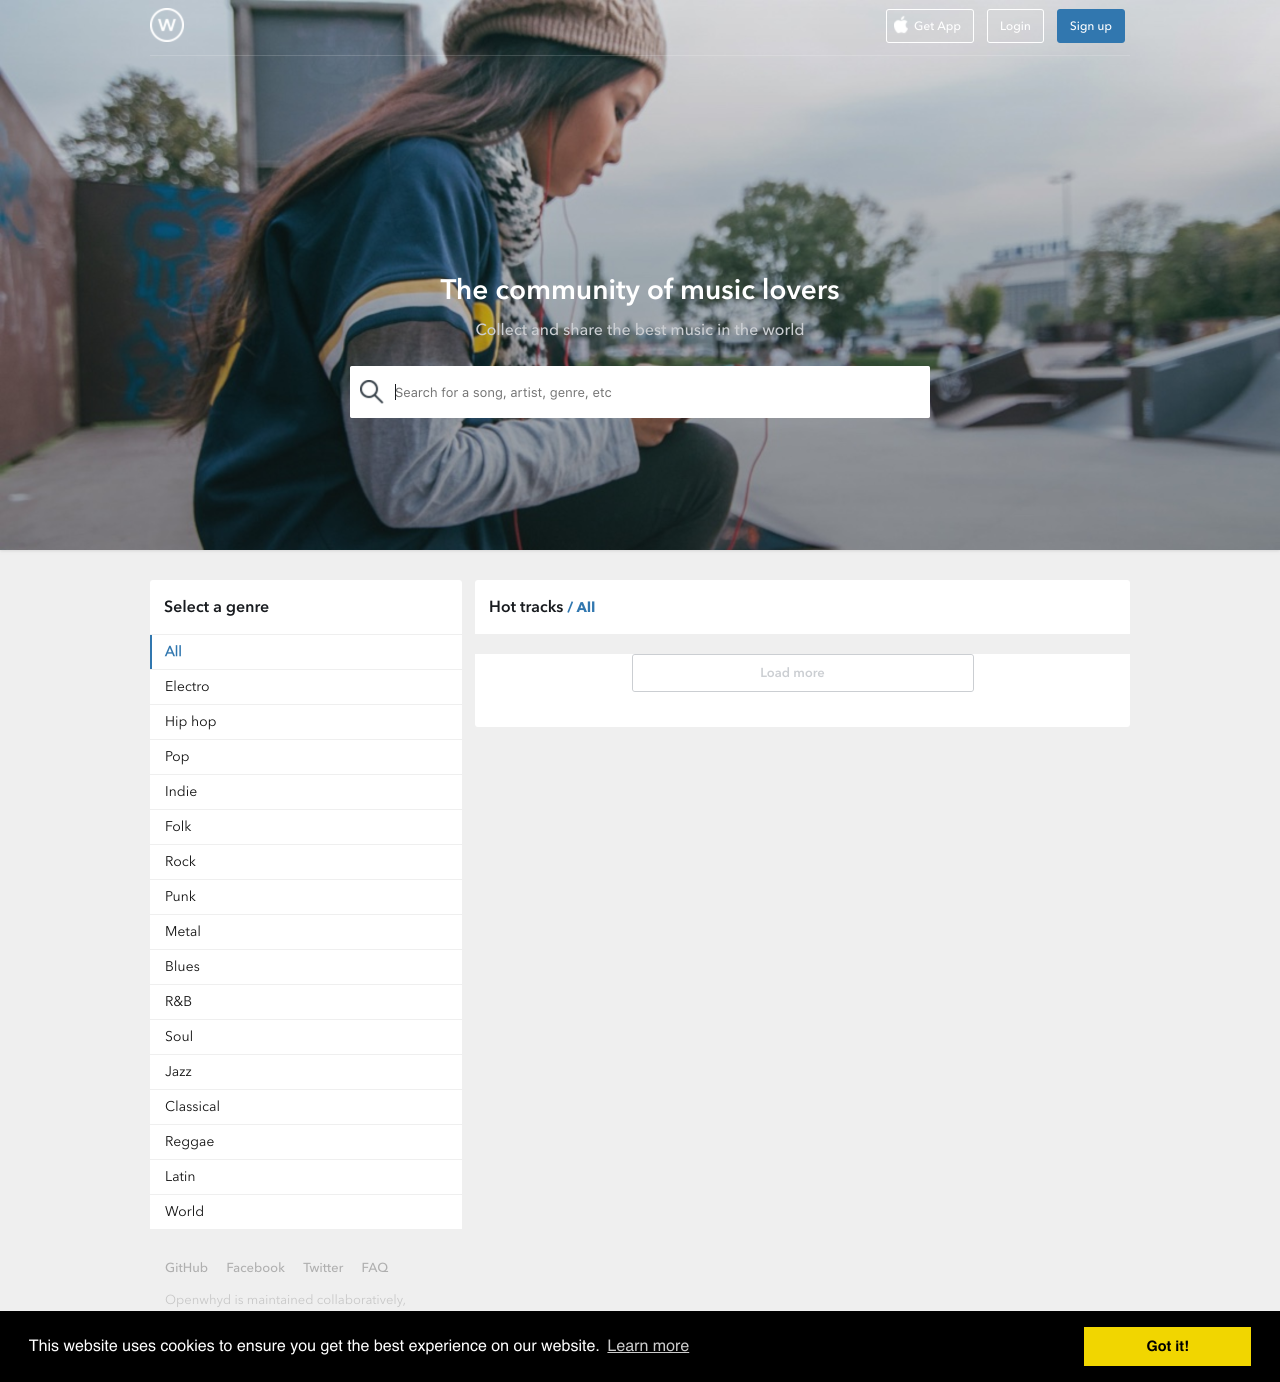 W
Get App
Login
Sign up
The community of music lovers
Collect and share the best music in the world
Search for a song, artist, genre, etc
Select a genre
All
Electro
Hip hop
Pop
Indie
Folk
Rock
Punk
Metal
Blues
R&B
Soul
Jazz
Classical
Reggae
Latin
World
Hot tracks / All
Load more
GitHub Facebook Twitter FAQ
Openwhyd is maintained collaboratively,
This website uses cookies to ensure you get the best experience on our website. Learn more
Got it!